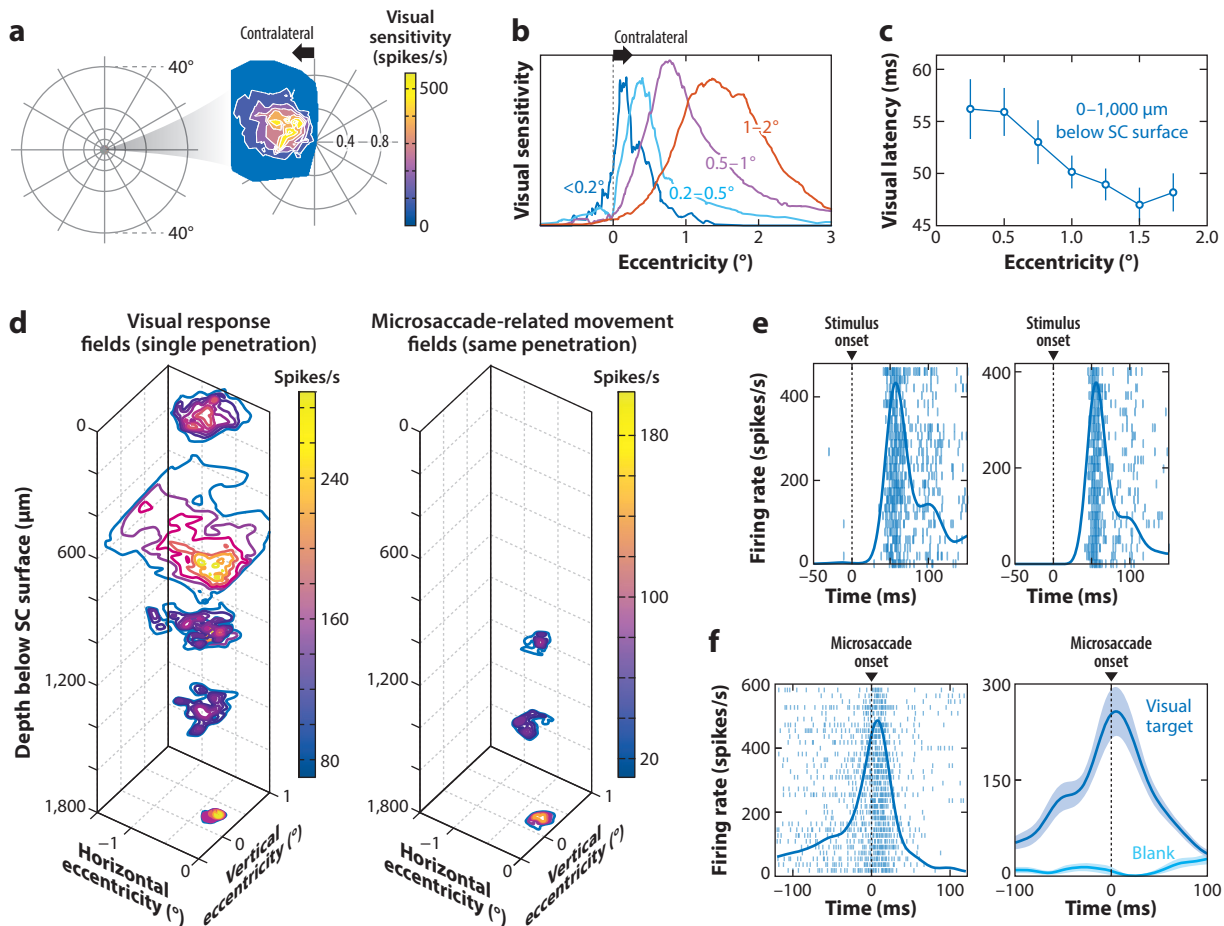 a
Contralateral
Visual
sensitivity
(spikes/s)
40°
40°
0.4
0.8
500
0
b
Contralateral
Visual sensitivity
<0.2°
0.2–0.5°
0.5–1°
1–2°
0
1
2
3
Eccentricity (°)
c
Visual latency (ms)
60
55
50
45
0–1,000 µm
below SC surface
0
0.5
1.0
1.5
2.0
Eccentricity (°)
d
Visual response
fields (single penetration)
Spikes/s
240
160
80
Depth below SC surface (µm)
0
600
1,200
1,800
–1
0
Horizontal
eccentricity (°)
0
1
Vertical
eccentricity (°)
Microsaccade-related movement
fields (same penetration)
Spikes/s
180
100
20
0
600
1,200
1,800
–1
0
Horizontal
eccentricity (°)
0
1
Vertical
eccentricity (°)
e
Stimulus
onset
Firing rate (spikes/s)
400
200
0
–50
0
100
Time (ms)
Stimulus
onset
400
200
0
–50
0
100
Time (ms)
f
Microsaccade
onset
Firing rate (spikes/s)
600
400
200
0
–100
0
100
Time (ms)
Microsaccade
onset
300
150
0
Visual
target
Blank
–100
0
100
Time (ms)